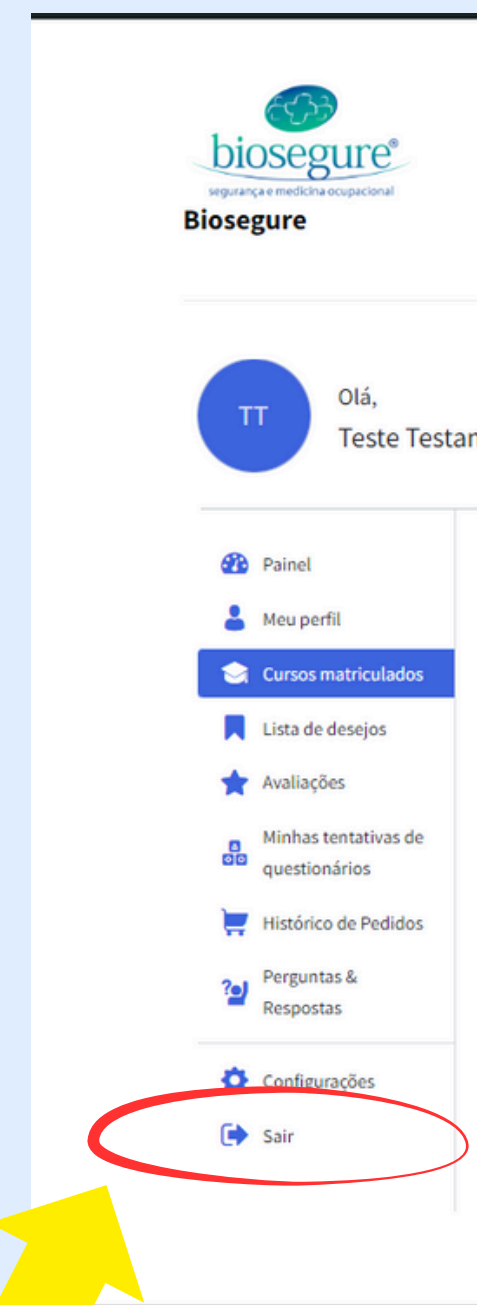 biosegure®
segurança e medicina ocupacional
Biosegure
TT
Olá,
Teste
Painel
Meu perfil
Cursos matriculados
Lista de desejos
Avaliações
Minhas tentativas de
questionários
Histórico de Pedidos
Perguntas &
Respostas
Configurações
Sair